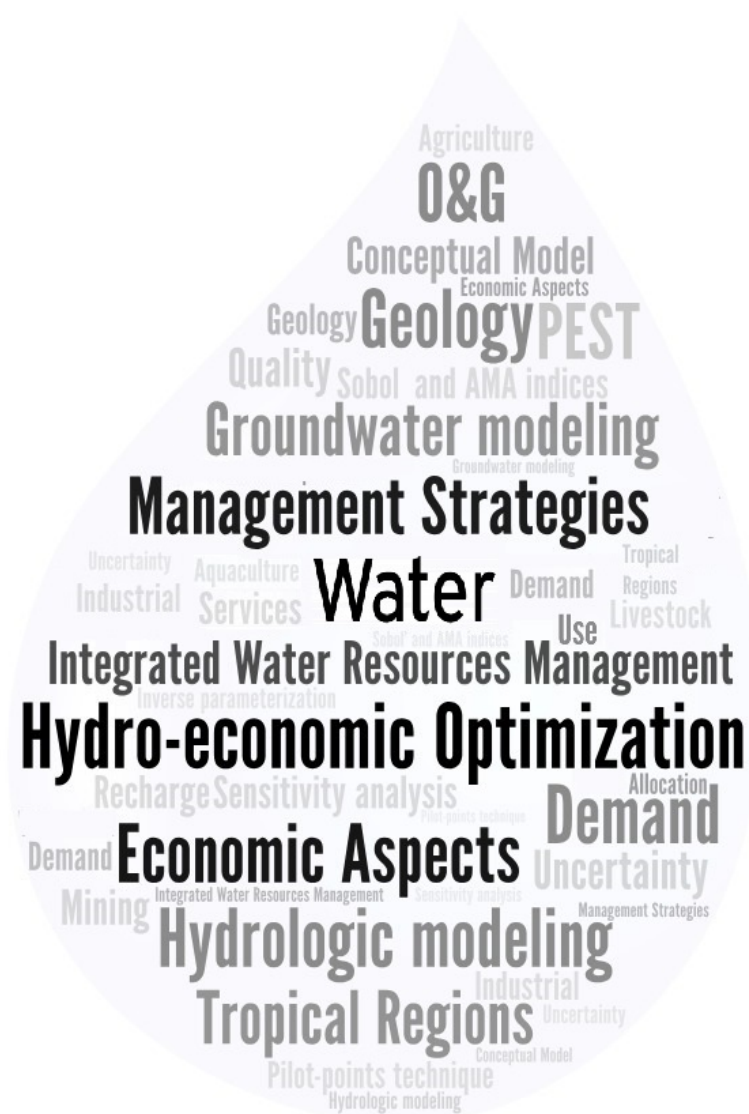 Agriculture
O&G
Conceptual Model
Economic Aspects
Geology Geology PEST
Quality Sobol and AMA indices
Groundwater modeling
Groundwater modeling
Management Strategies
Uncertainty Aquaculture Water Demand Tropical Regions
Industrial Services Use Livestock
Sobol' and AMA indices
Integrated Water Resources Management
Inverse parameterization
Hydro-economic Optimization
Recharge Sensitivity analysis Allocation
Pilot-points technique Demand
Demand Economic Aspects Uncertainty
Mining Integrated Water Resources Management Sensitivity analysis Management Strategies
Hydrologic modeling
Industrial
Tropical Regions Uncertainty
Conceptual Model
Pilot-points technique
Hydrologic modeling